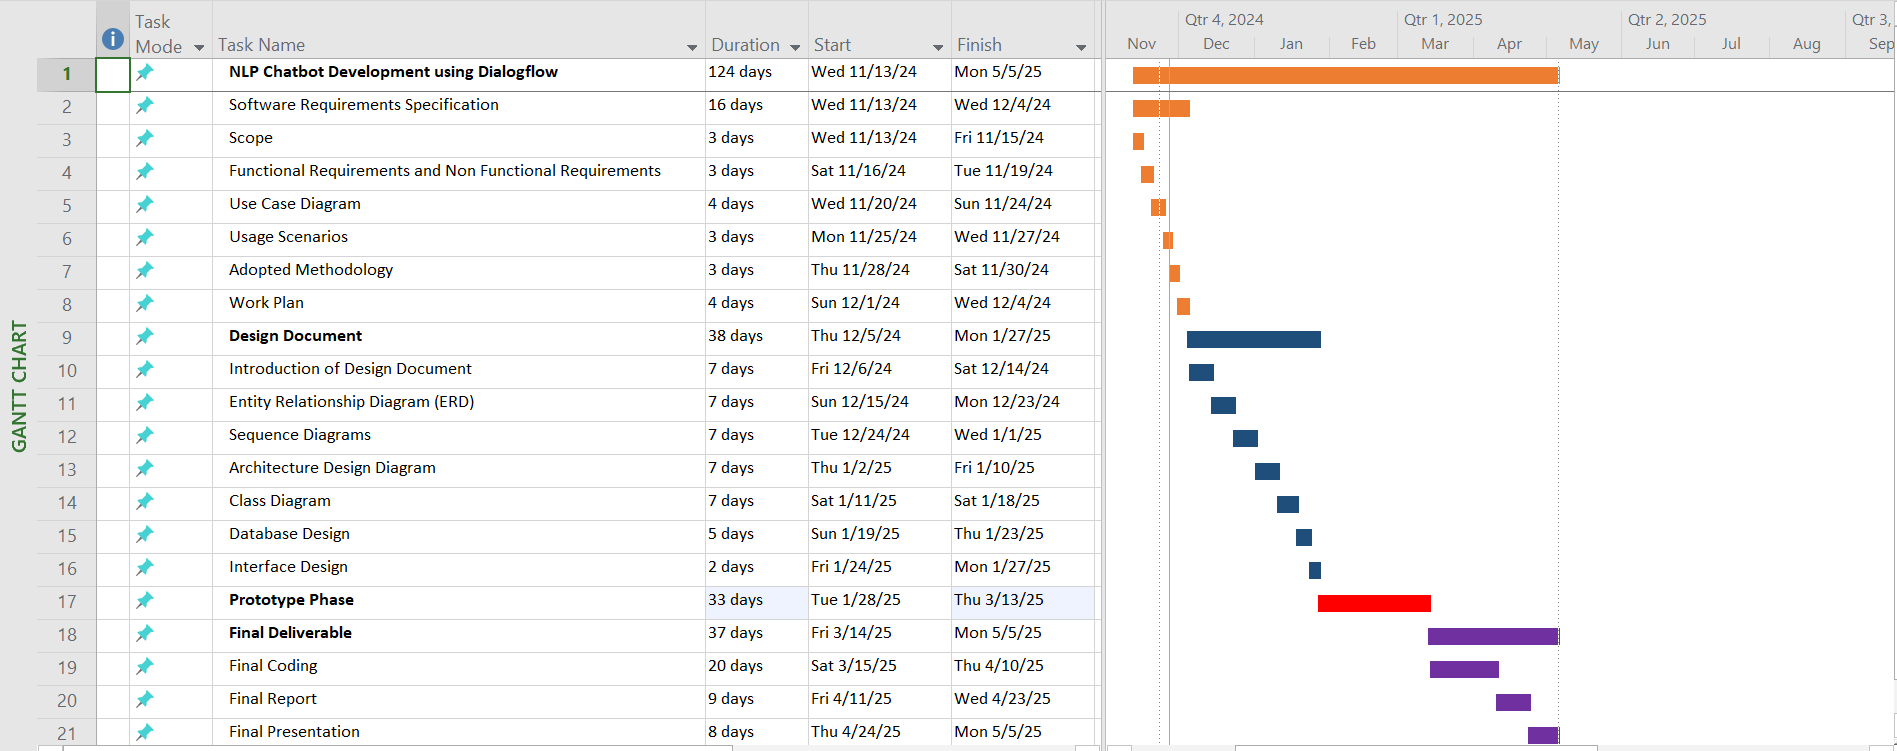 Task Mode Task Name Duration Start Finish
Qtr 4, 2024 Qtr 1, 2025 Qtr 2, 2025 Qtr 3,
Nov Dec Jan Feb Mar Apr May Jun Jul Aug Sep
GANTT CHART
1 NLP Chatbot Development using Dialogflow 124 days Wed 11/13/24 Mon 5/5/25
2 Software Requirements Specification 16 days Wed 11/13/24 Wed 12/4/24
3 Scope 3 days Wed 11/13/24 Fri 11/15/24
4 Functional Requirements and Non Functional Requirements 3 days Sat 11/16/24 Tue 11/19/24
5 Use Case Diagram 4 days Wed 11/20/24 Sun 11/24/24
6 Usage Scenarios 3 days Mon 11/25/24 Wed 11/27/24
7 Adopted Methodology 3 days Thu 11/28/24 Sat 11/30/24
8 Work Plan 4 days Sun 12/1/24 Wed 12/4/24
9 Design Document 38 days Thu 12/5/24 Mon 1/27/25
10 Introduction of Design Document 7 days Fri 12/6/24 Sat 12/14/24
11 Entity Relationship Diagram (ERD) 7 days Sun 12/15/24 Mon 12/23/24
12 Sequence Diagrams 7 days Tue 12/24/24 Wed 1/1/25
13 Architecture Design Diagram 7 days Thu 1/2/25 Fri 1/10/25
14 Class Diagram 7 days Sat 1/11/25 Sat 1/18/25
15 Database Design 5 days Sun 1/19/25 Thu 1/23/25
16 Interface Design 2 days Fri 1/24/25 Mon 1/27/25
17 Prototype Phase 33 days Tue 1/28/25 Thu 3/13/25
18 Final Deliverable 37 days Fri 3/14/25 Mon 5/5/25
19 Final Coding 20 days Sat 3/15/25 Thu 4/10/25
20 Final Report 9 days Fri 4/11/25 Wed 4/23/25
21 Final Presentation 8 days Thu 4/24/25 Mon 5/5/25